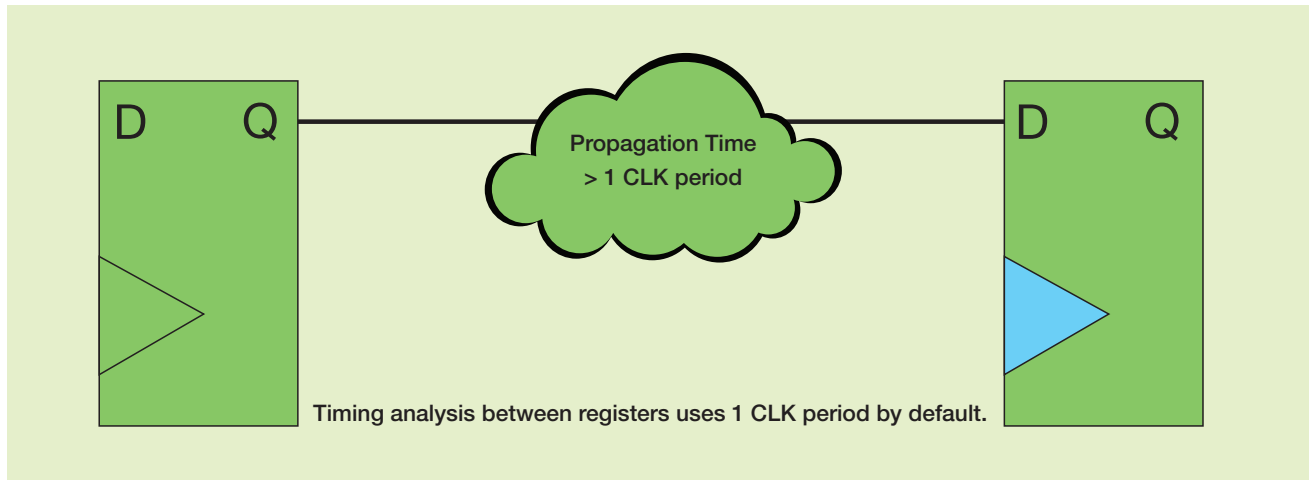 D Q
Propagation Time
> 1 CLK period
D Q
Timing analysis between registers uses 1 CLK period by default.